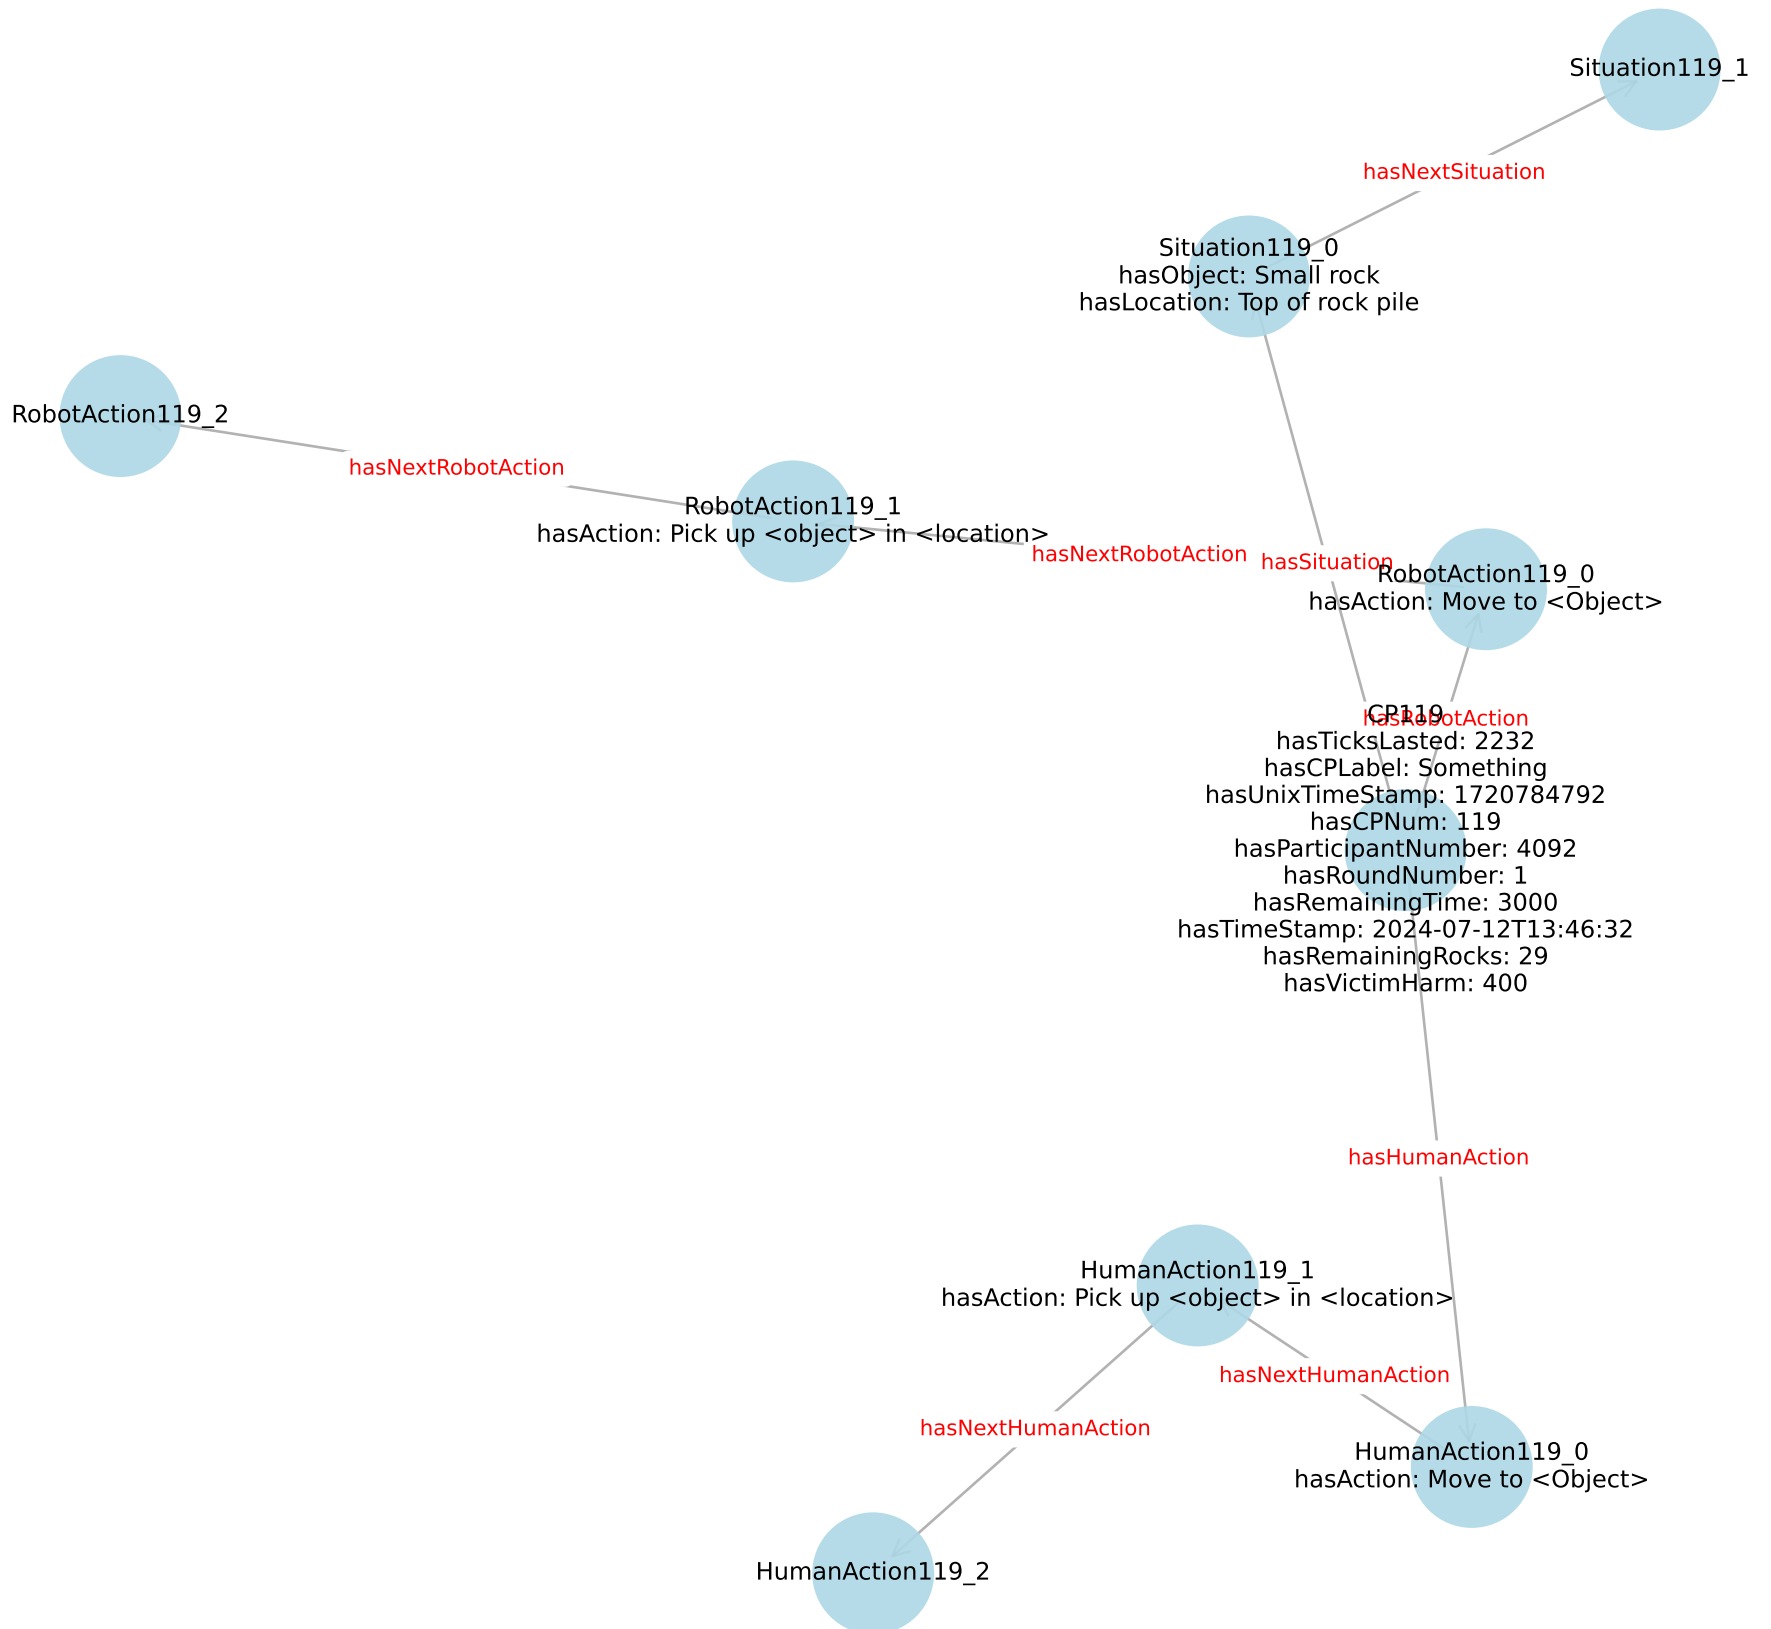 Situation119_1
hasNextSituation
Situation119_0
hasObject: Small rock
hasLocation: Top of rock pile
RobotAction119_2
hasNextRobotAction
RobotAction119_1
hasAction: Pick up <object> in <location>
hasNextRobotAction
hasSituation
RobotAction119_0
hasAction: Move to <Object>
hasRobotAction
CP119
hasTicksLasted: 2232
hasCPLabel: Something
hasUnixTimeStamp: 1720784792
hasCPNum: 119
hasParticipantNumber: 4092
hasRoundNumber: 1
hasRemainingTime: 3000
hasTimeStamp: 2024-07-12T13:46:32
hasRemainingRocks: 29
hasVictimHarm: 400
hasHumanAction
HumanAction119_1
hasAction: Pick up <object> in <location>
hasNextHumanAction
hasNextHumanAction
HumanAction119_0
hasAction: Move to <Object>
HumanAction119_2